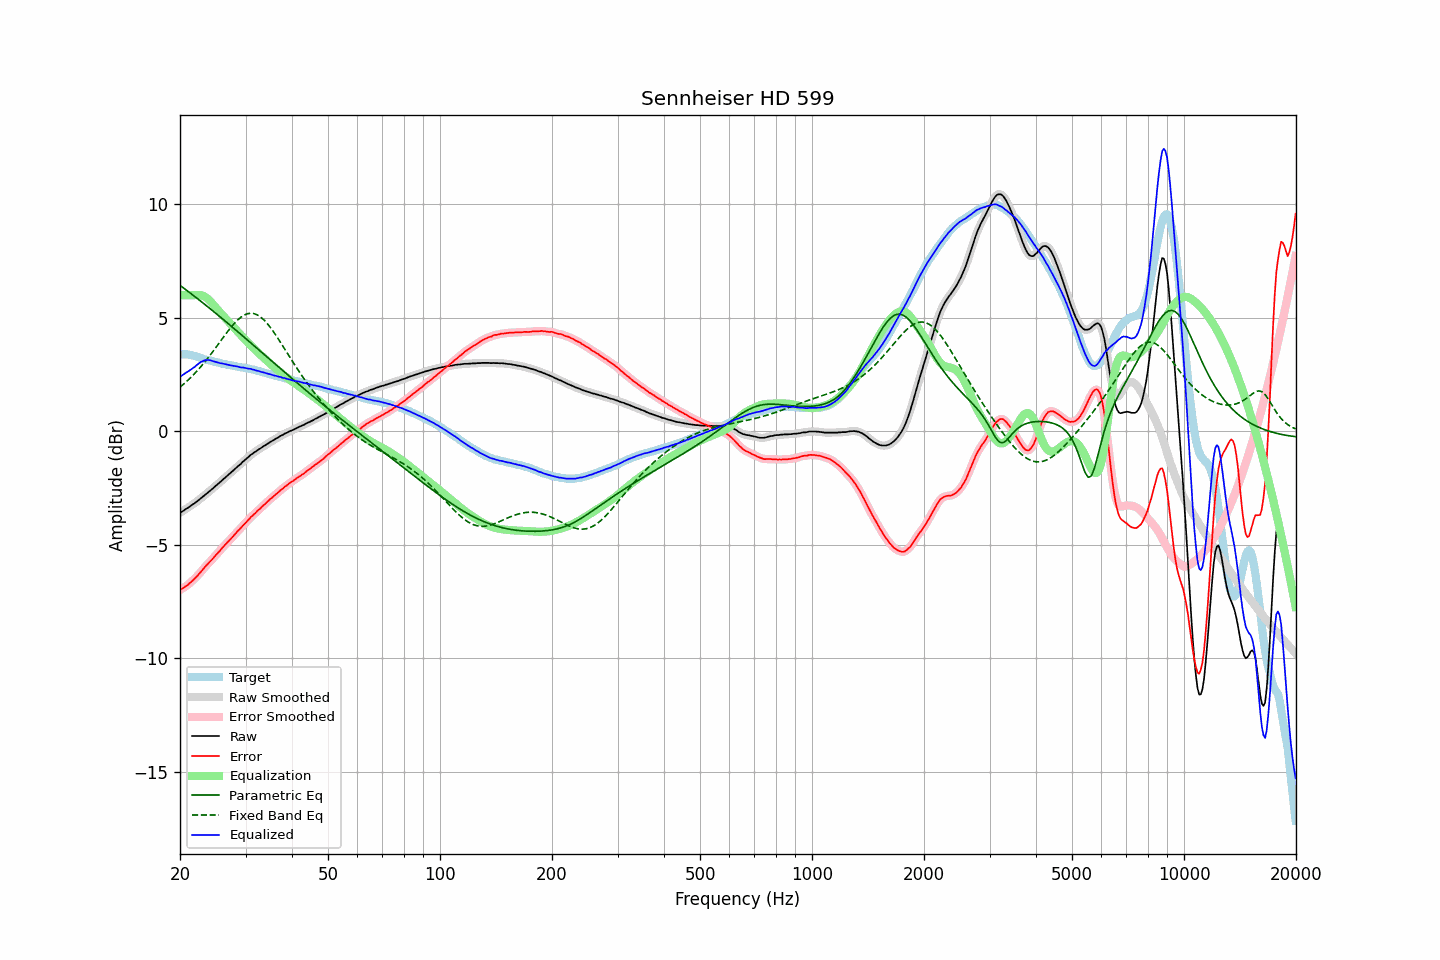 Sennheiser HD 599
Amplitude (dBr)
10
5
0
−5
−10
−15
Target
Raw Smoothed
Error Smoothed
Raw
Error
Equalization
Parametric Eq
Fixed Band Eq
Equalized
20 50 100 200 500 1000 2000 5000 10000 20000
Frequency (Hz)